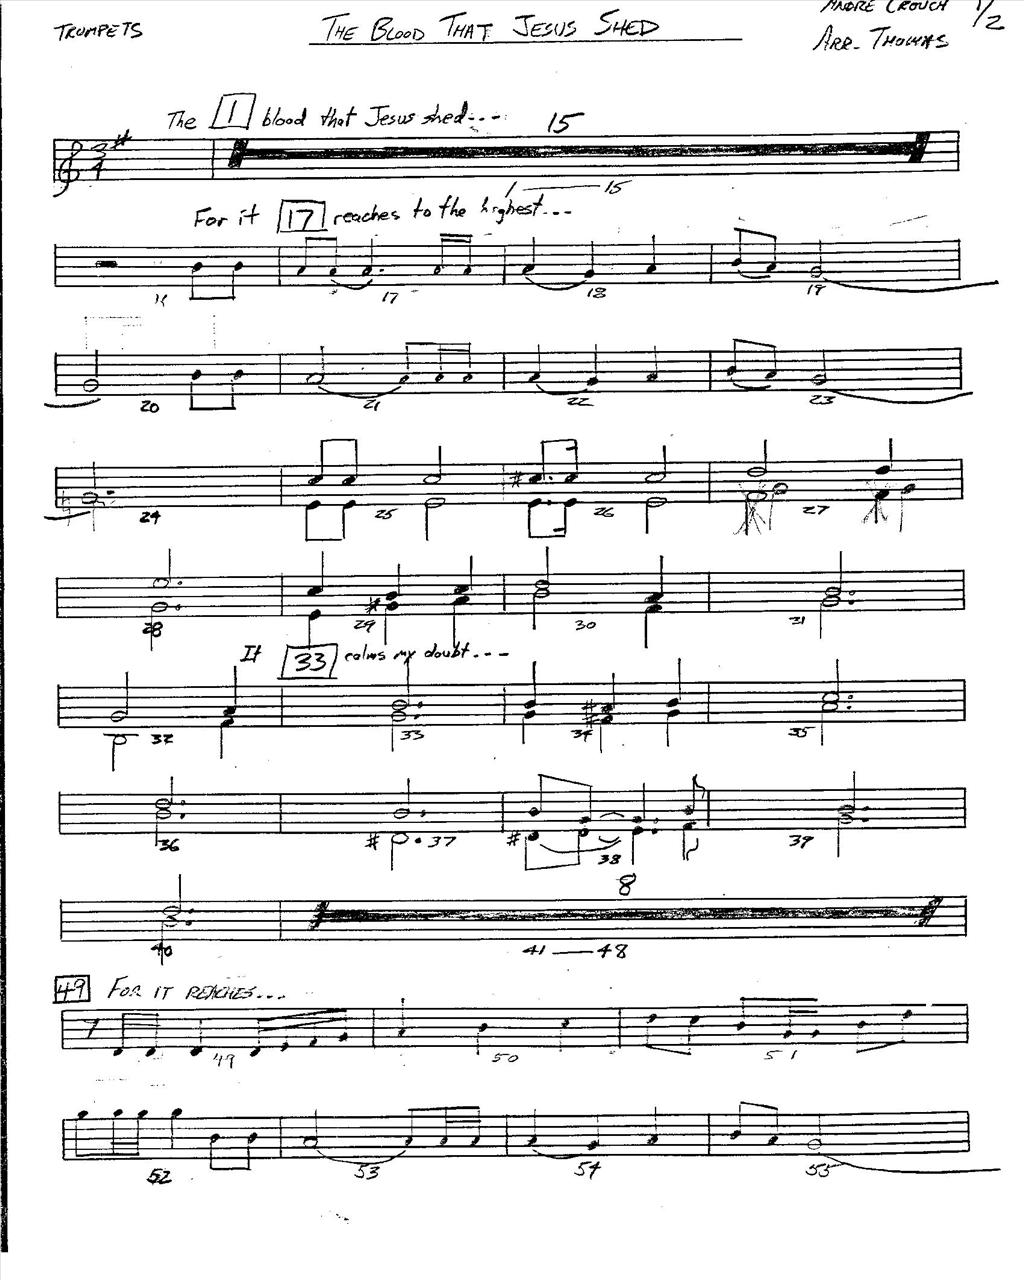 ANDRÉ CROUCH 1/2
TRUMPETS THE BLOOD THAT JESUS SHED ARR. THOMAS
The 1 blood that Jesus shed... 15
3/4
1 — 15
For it 17 reaches to the highest...
17 18 19
20 21 22 23
24 25 26 27
28 29 30 31
It 33 calms my doubt...
32 33 34 35
36 37 38 39
8
40 41 — 48
49 FOR IT REACHES...
49 50 51
52 53 54 55